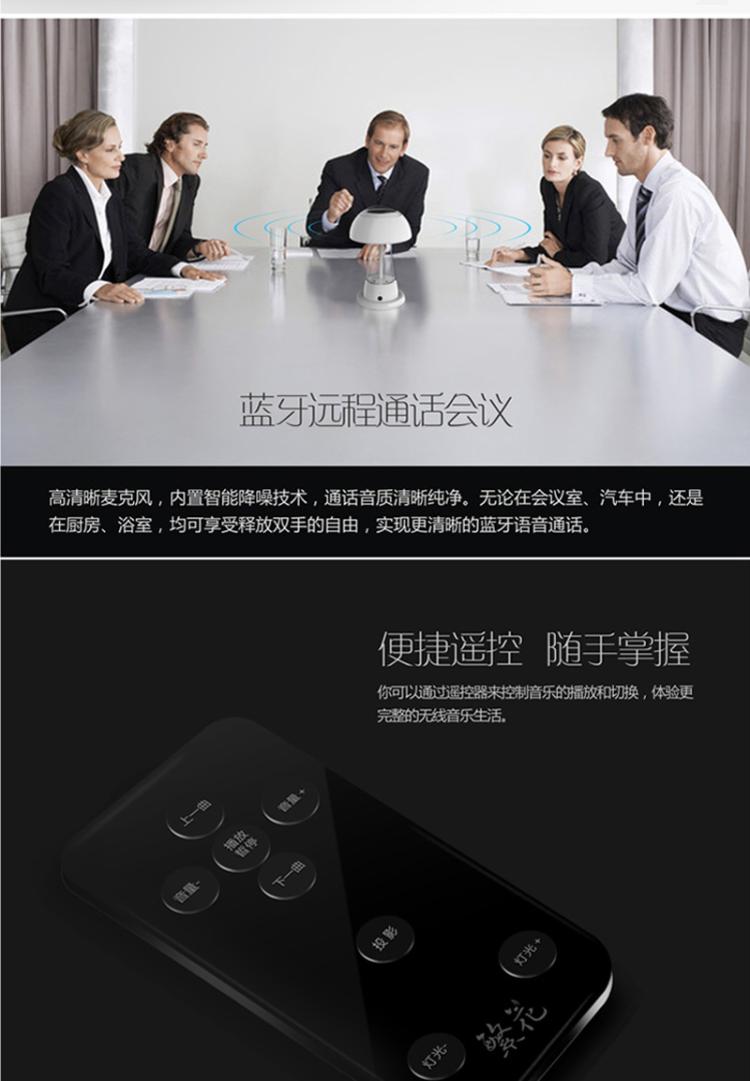 蓝牙远程通话会议
高清晰麦克风，内置智能降噪技术，通话音质清晰纯净。无论在会议室、汽车中，还是
在厨房、浴室，均可享受释放双手的自由，实现更清晰的蓝牙语音通话。
便捷遥控 随手掌握
你可以通过遥控器来控制音乐的播放和切换，体验更
完整的无线音乐生活。
上一曲
音量+
播放
暂停
音量-
下一曲
投影
灯光+
灯光-
繁花